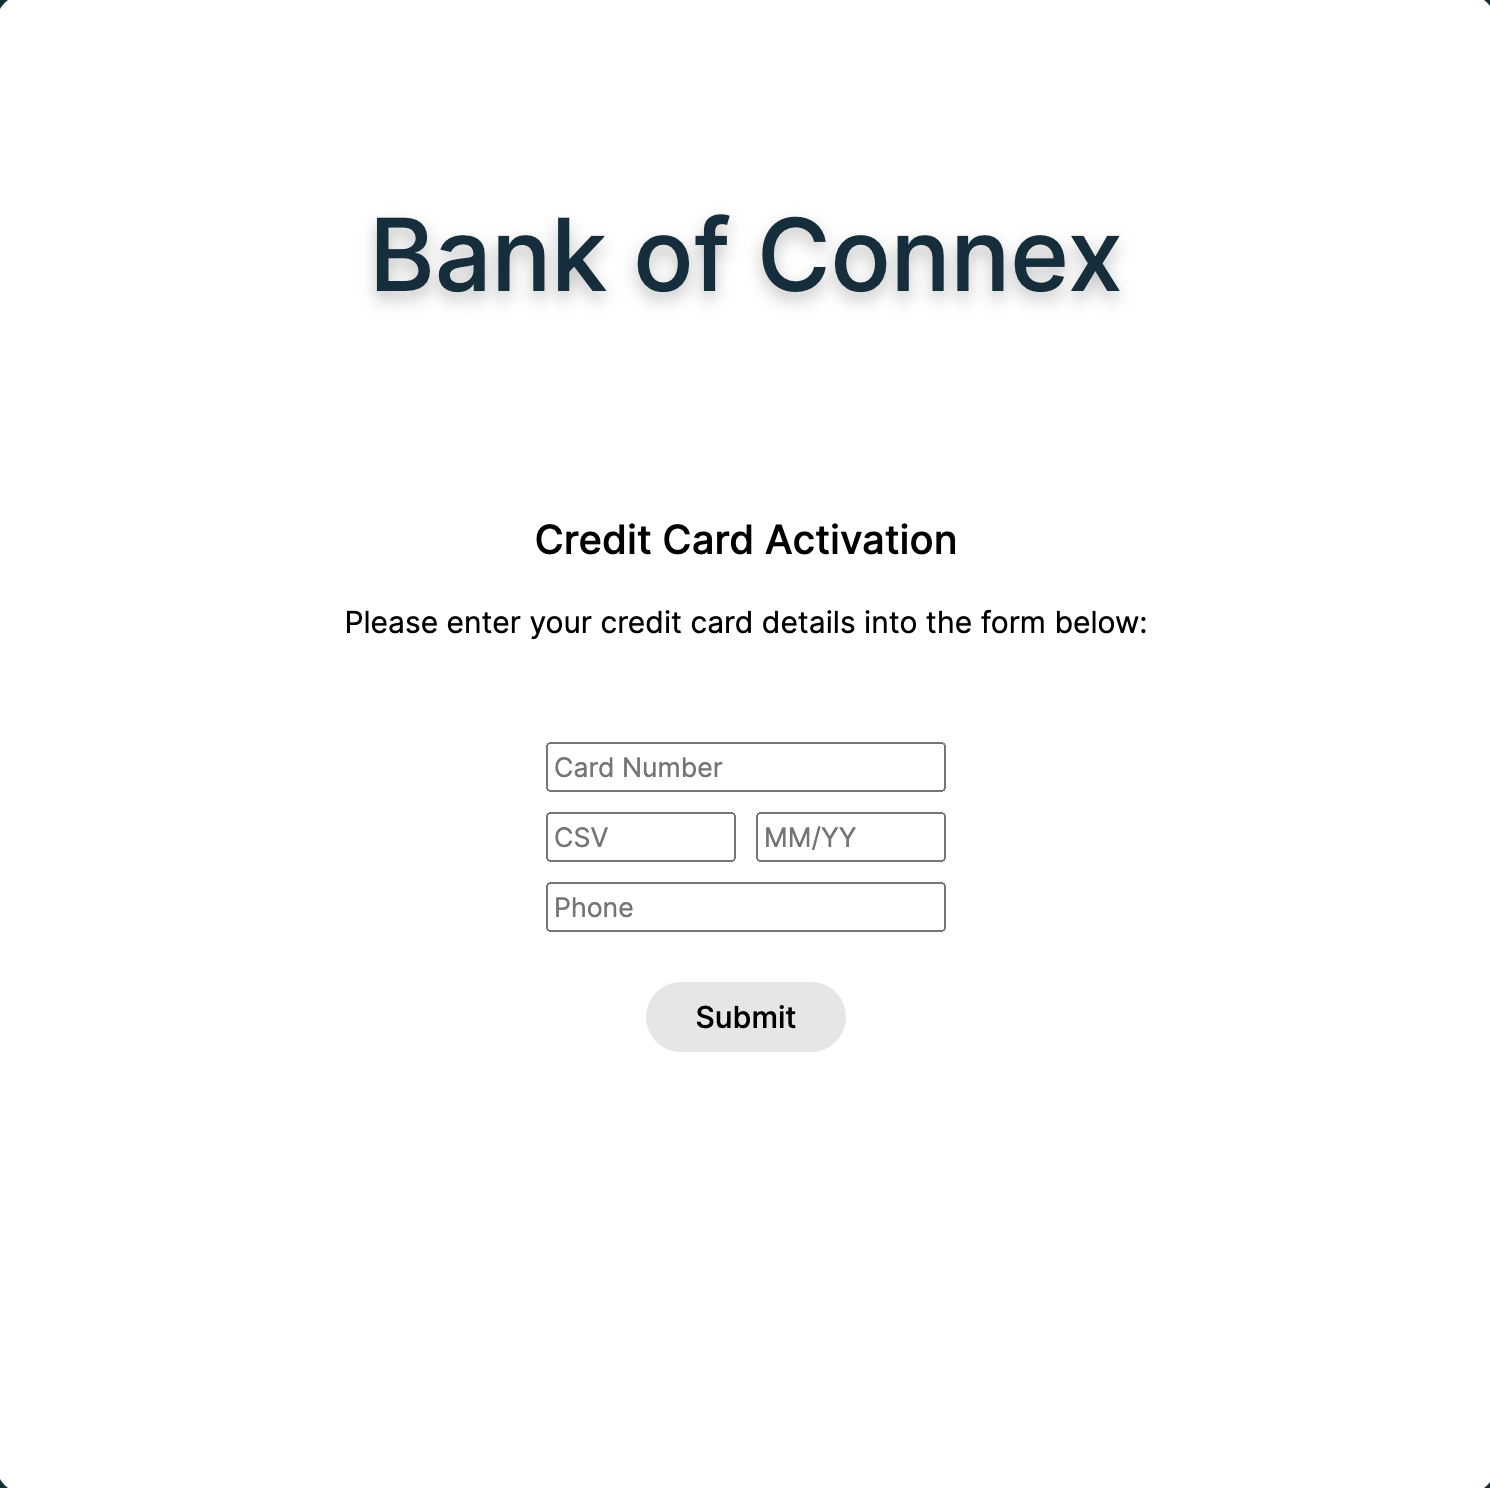 Bank of Connex
Credit Card Activation
Please enter your credit card details into the form below:
Card Number
CSV MM/YY
Phone
Submit